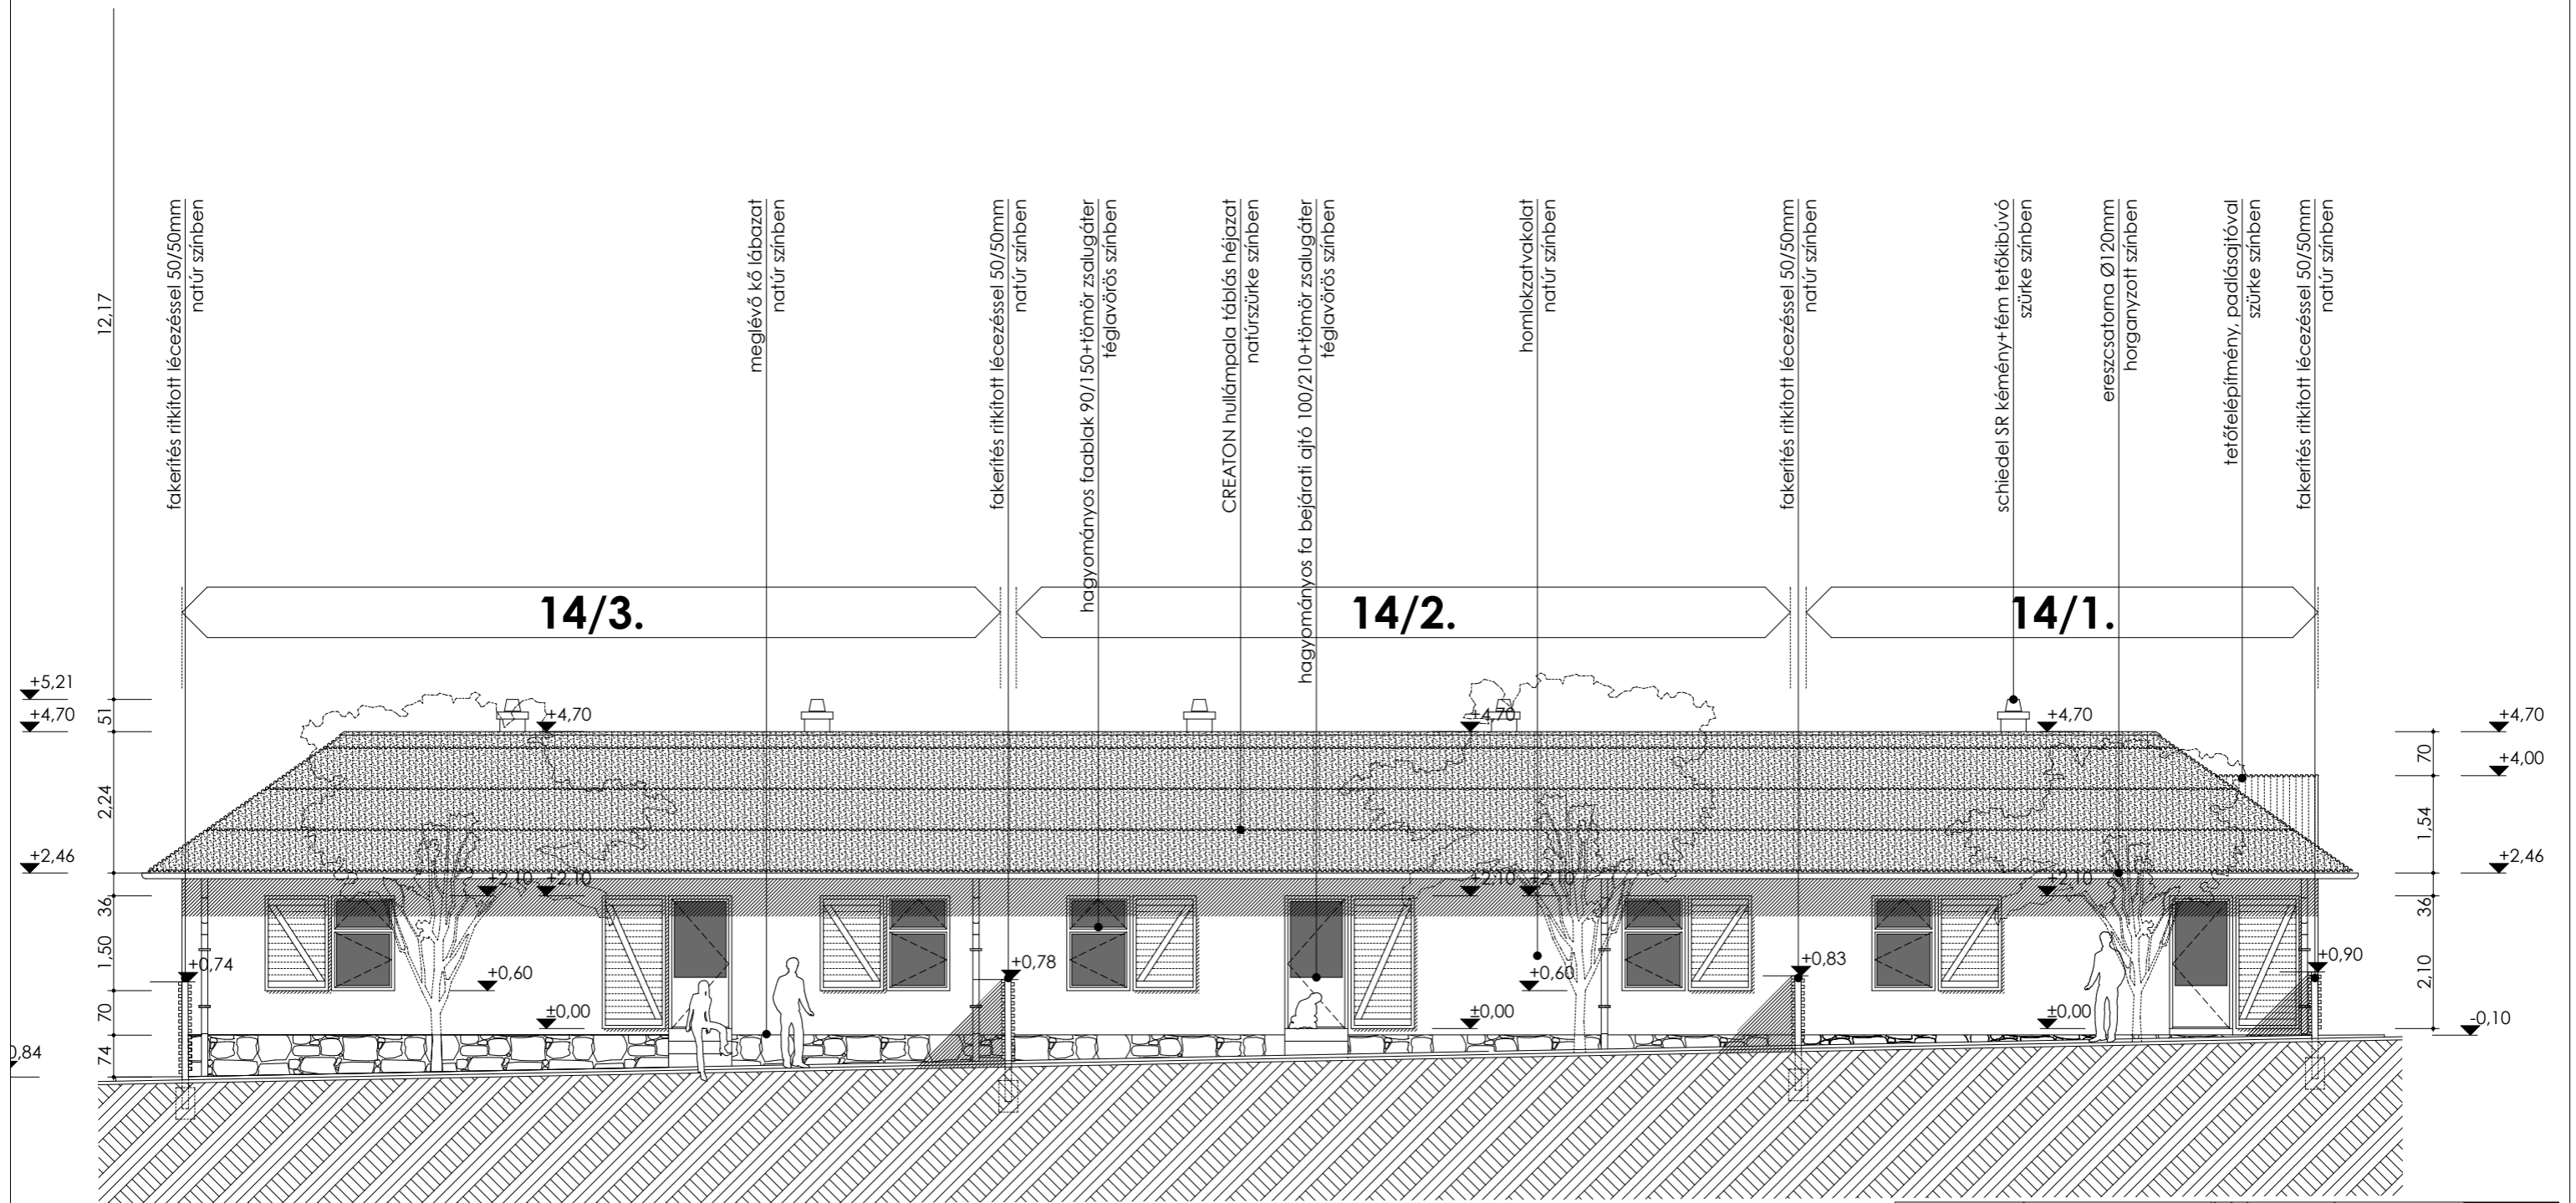 12,17
fakerítés ritkított lécezéssel 50/50mm
natúr színben
meglévő kő lábazat
natúr színben
fakerítés ritkított lécezéssel 50/50mm
natúr színben
hagyományos faablak 90/150+tömör zsalugáter
téglavörös színben
CREATON hullámpala táblás héjazat
natúrszürke színben
hagyományos fa bejárati ajtó 100/210+tömör zsalugáter
téglavörös színben
homlokzatvakolat
natúr színben
fakerítés ritkított lécezéssel 50/50mm
natúr színben
schiedel SR kémény+fém tetőkibúvó
szürke színben
ereszcsatorna Ø120mm
horganyzott színben
tetőfelépítmény, padlásajtóval
szürke színben
fakerítés ritkított lécezéssel 50/50mm
natúr színben
14/3.
14/2.
14/1.
+5,21
51
+4,70
+4,70
+4,70
+4,70
+4,70
70
+4,00
2,24
1,54
+2,46
+2,46
36
+2,10
+2,10
+2,10
+2,10
+2,10
36
1,50
+0,74
+0,60
+0,78
+0,60
+0,83
+0,90
2,10
70
±0,00
±0,00
±0,00
-0,10
0,84
74